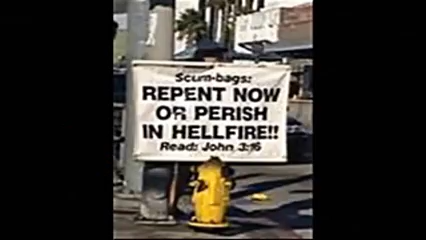 Scum-bags:
REPENT NOW
OR PERISH
IN HELLFIRE!!
Read: John 3:16